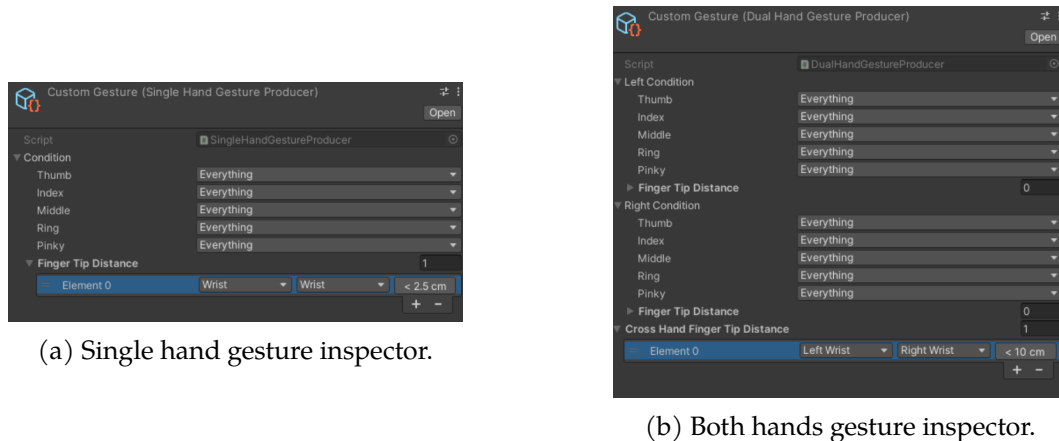 Custom Gesture (Single Hand Gesture Producer)
Open
Script SingleHandGestureProducer
Condition
Thumb Everything
Index Everything
Middle Everything
Ring Everything
Pinky Everything
Finger Tip Distance 1
Element 0 Wrist Wrist < 2.5 cm
+ -
(a) Single hand gesture inspector.
Custom Gesture (Dual Hand Gesture Producer)
Open
Script DualHandGestureProducer
Left Condition
Thumb Everything
Index Everything
Middle Everything
Ring Everything
Pinky Everything
Finger Tip Distance 0
Right Condition
Thumb Everything
Index Everything
Middle Everything
Ring Everything
Pinky Everything
Finger Tip Distance 0
Cross Hand Finger Tip Distance 1
Element 0 Left Wrist Right Wrist < 10 cm
+ -
(b) Both hands gesture inspector.